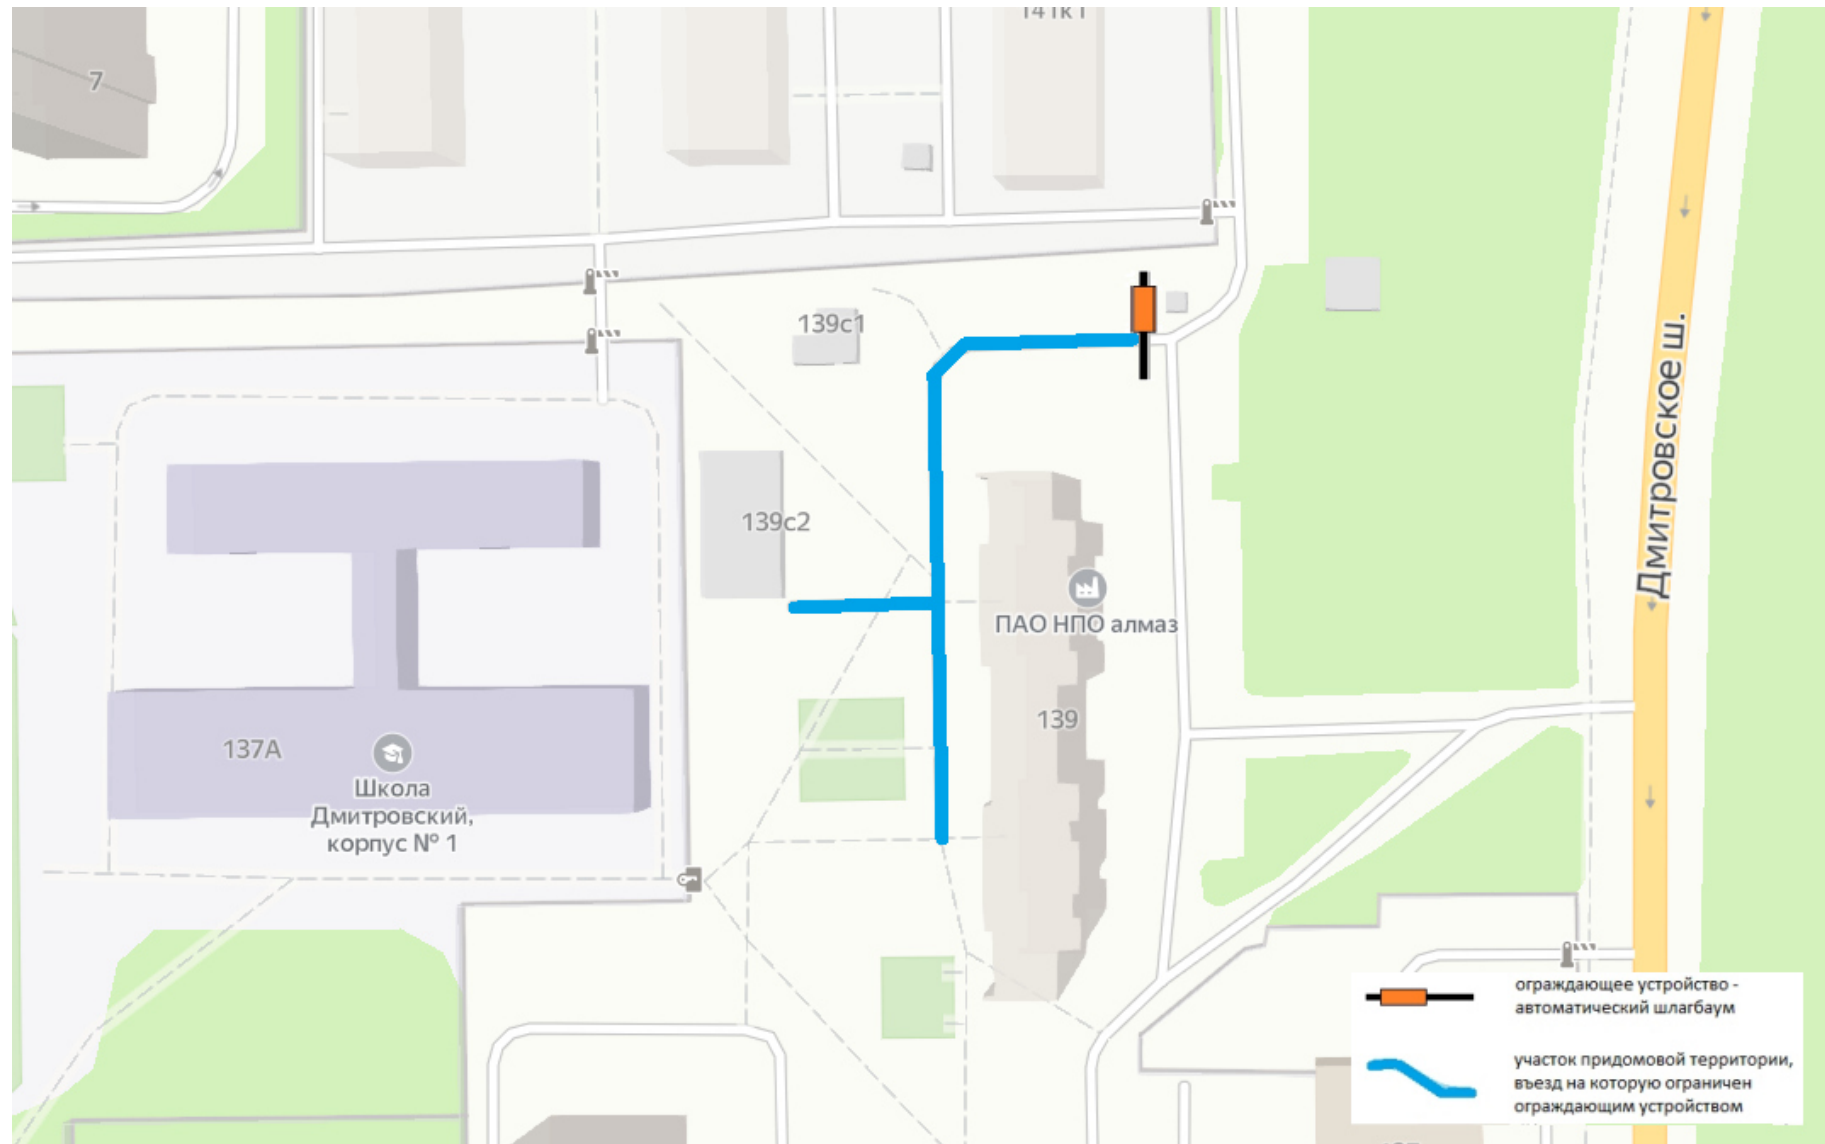 141к1
7
139с1
Дмитровское ш.
139с2
ПАО НПО алмаз
139
137А
Школа
Дмитровский,
корпус № 1
ограждающее устройство -
автоматический шлагбаум
участок придомовой территории,
въезд на которую ограничен
ограждающим устройством